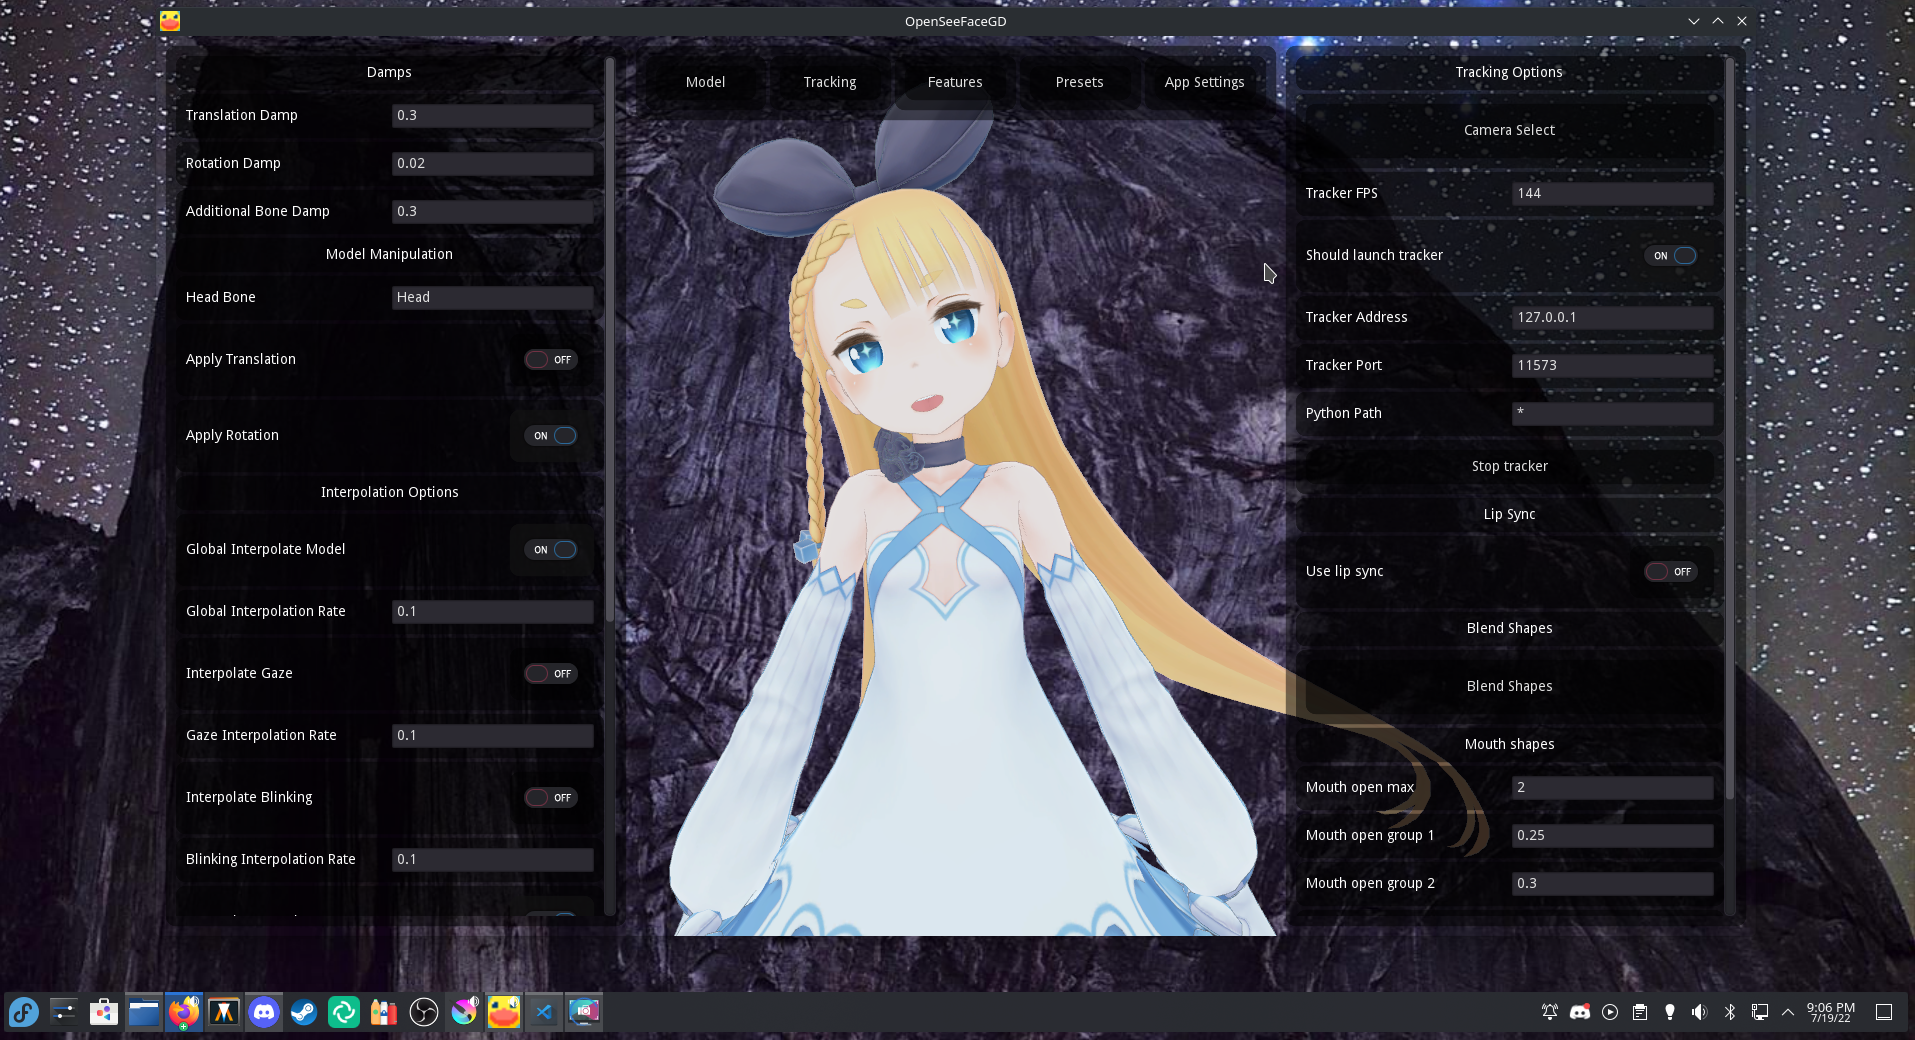 OpenSeeFaceGD
Damps
Translation Damp 0.3
Rotation Damp 0.02
Additional Bone Damp 0.3
Model Manipulation
Head Bone Head
Apply Translation OFF
Apply Rotation ON
Interpolation Options
Global Interpolate Model ON
Global Interpolation Rate 0.1
Interpolate Gaze OFF
Gaze Interpolation Rate 0.1
Interpolate Blinking OFF
Blinking Interpolation Rate 0.1
Model Tracking Features Presets App Settings
Tracking Options
Camera Select
Tracker FPS 144
Should launch tracker ON
Tracker Address 127.0.0.1
Tracker Port 11573
Python Path *
Stop tracker
Lip Sync
Use lip sync OFF
Blend Shapes
Blend Shapes
Mouth shapes
Mouth open max 2
Mouth open group 1 0.25
Mouth open group 2 0.3
9:06 PM
7/19/22